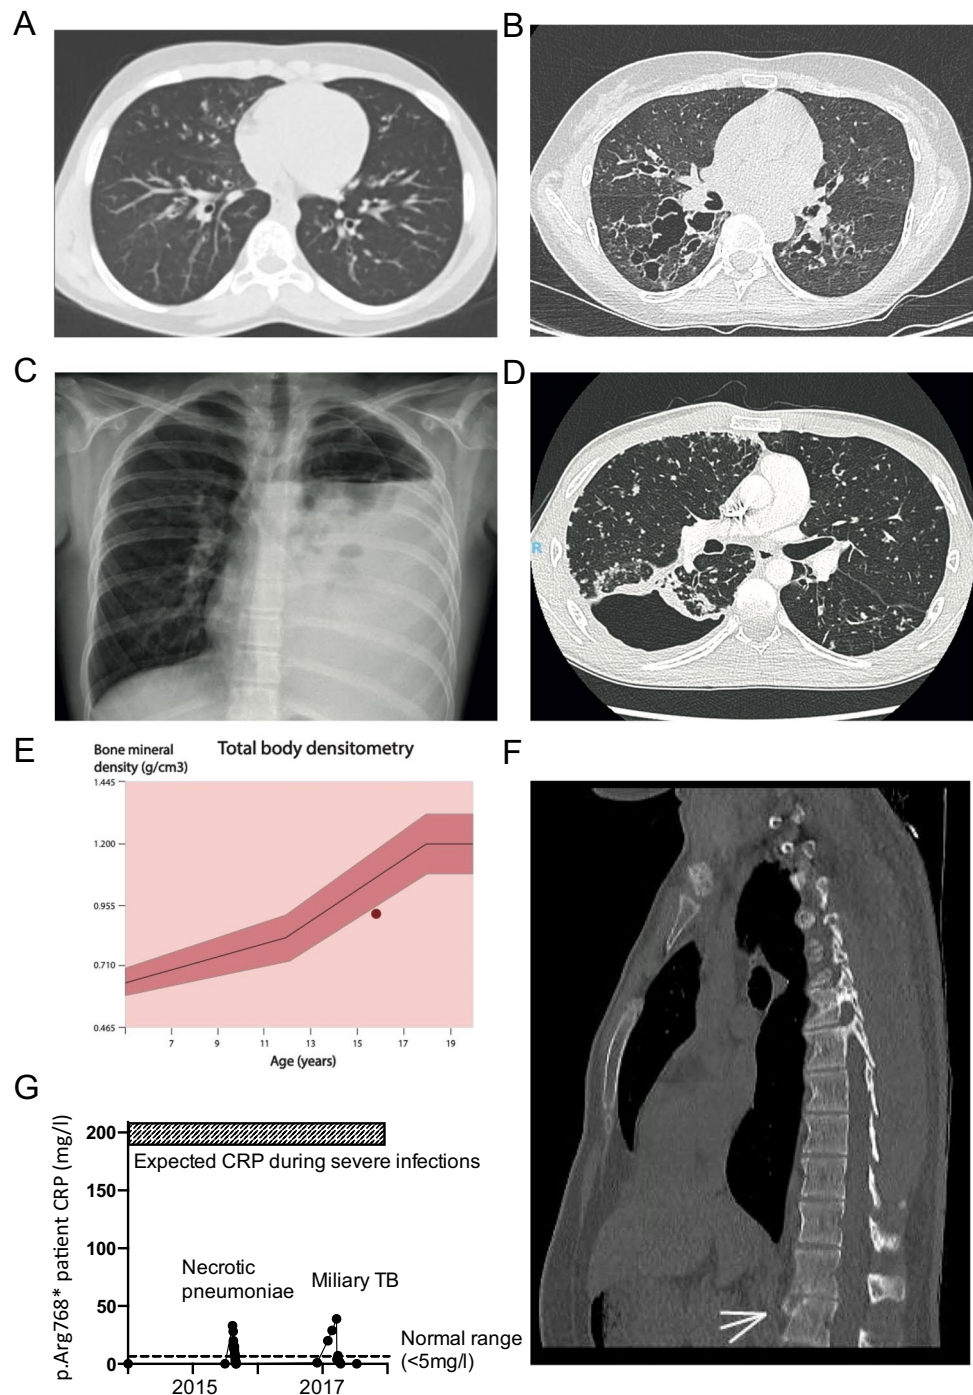 A
B
C
D
R
E
Bone mineral
density (g/cm3)
Total body densitometry
1.445
1.200
0.955
0.710
0.465
7
9
11
13
15
17
19
Age (years)
F
G
p.Arg768* patient CRP (mg/l)
200
150
100
50
0
Expected CRP during severe infections
Necrotic
pneumoniae
Miliary TB
Normal range
(<5mg/l)
2015
2017